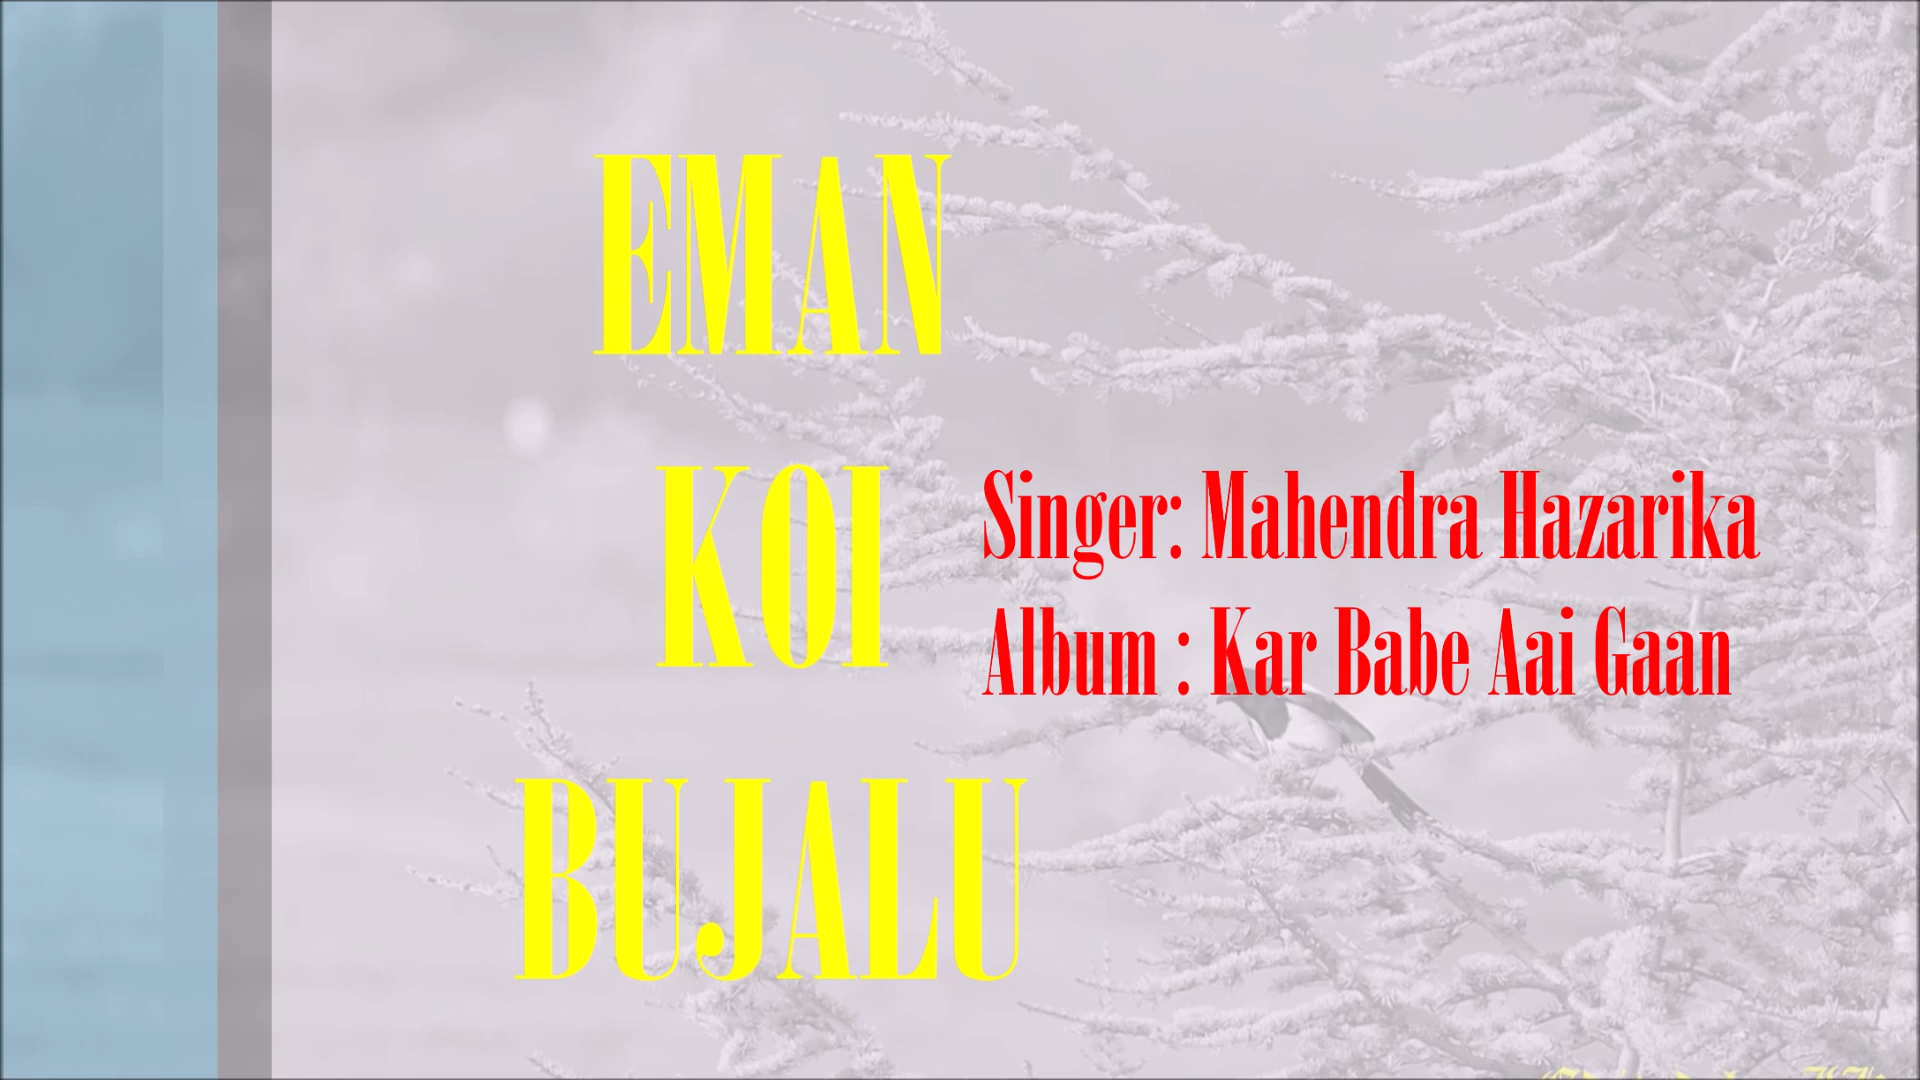 EMAN
KOI
BUJALU
Singer: Mahendra Hazarika
Album : Kar Babe Aai Gaan